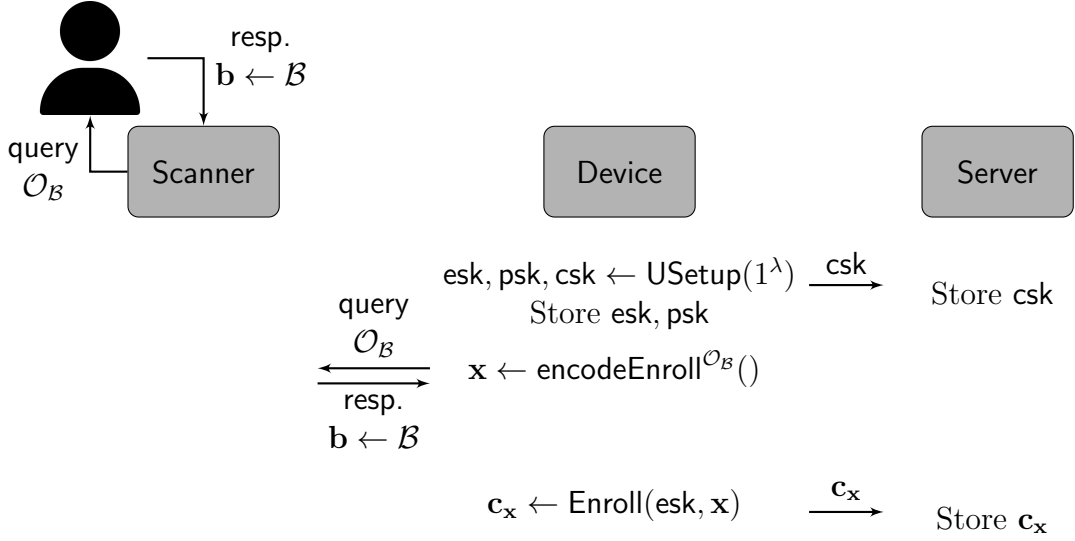 resp.
𝐛 ← ℬ
query
𝒪_ℬ
Scanner
Device
Server
esk, psk, csk ← USetup(1^λ)
csk
Store esk, psk
Store csk
query
𝒪_ℬ
𝐱 ← encodeEnroll^{𝒪_ℬ}()
resp.
𝐛 ← ℬ
𝐜_𝐱 ← Enroll(esk, 𝐱)
𝐜_𝐱
Store 𝐜_𝐱